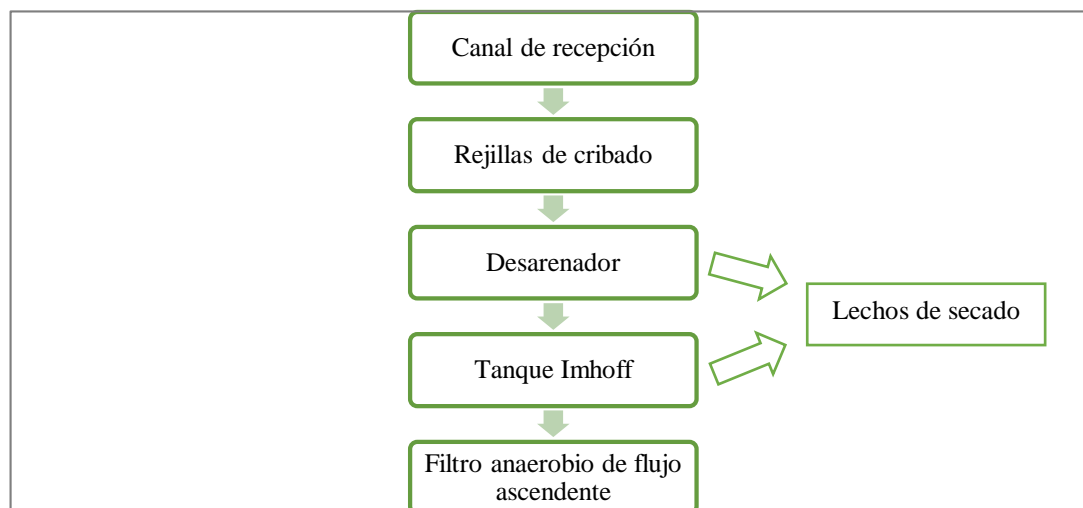 Canal de recepción
Rejillas de cribado
Desarenador
Lechos de secado
Tanque Imhoff
Filtro anaerobio de flujo
ascendente